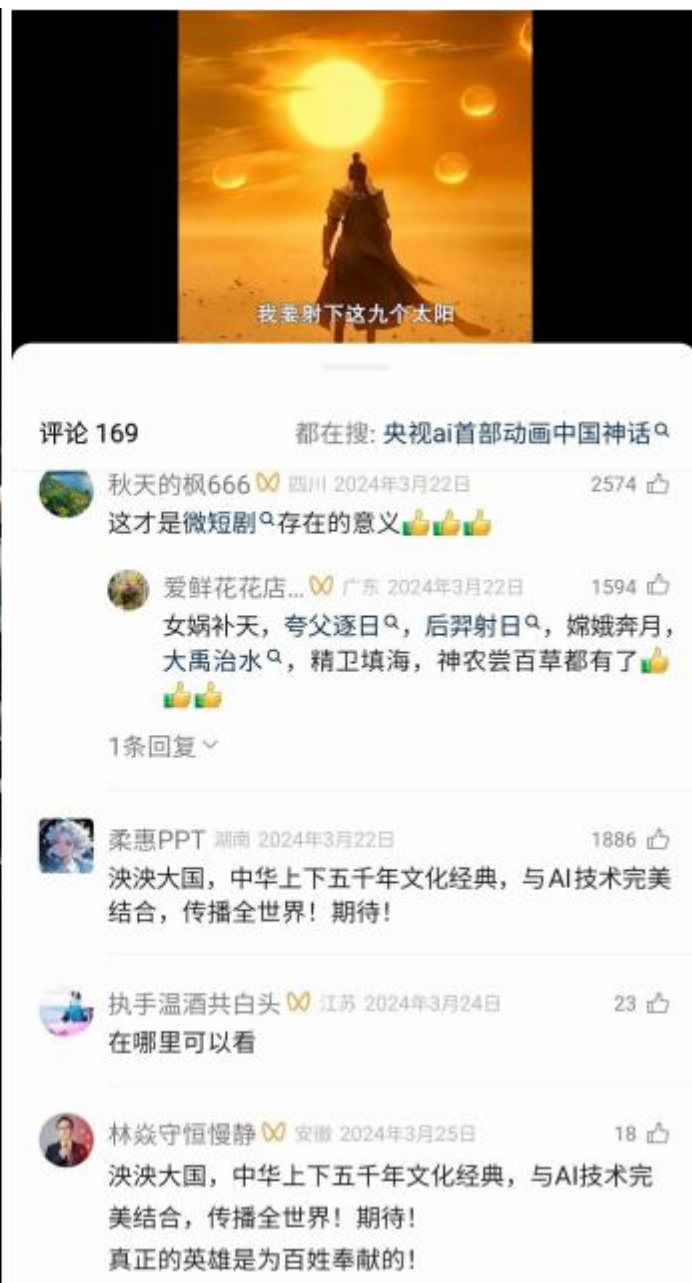 我要射下这九个太阳
评论 169
都在搜: 央视ai首部动画中国神话
秋天的枫666 四川 2024年3月22日 2574
这才是微短剧存在的意义👍👍👍
爱鲜花花店... 广东 2024年3月22日 1594
女娲补天，夸父逐日，后羿射日，嫦娥奔月，
大禹治水，精卫填海，神农尝百草都有了👍
👍👍
1条回复
柔惠PPT 湖南 2024年3月22日 1886
泱泱大国，中华上下五千年文化经典，与AI技术完美
结合，传播全世界！期待！
执手温酒共白头 江苏 2024年3月24日 23
在哪里可以看
林焱守恒慢静 安徽 2024年3月25日 18
泱泱大国，中华上下五千年文化经典，与AI技术完
美结合，传播全世界！期待！
真正的英雄是为百姓奉献的！